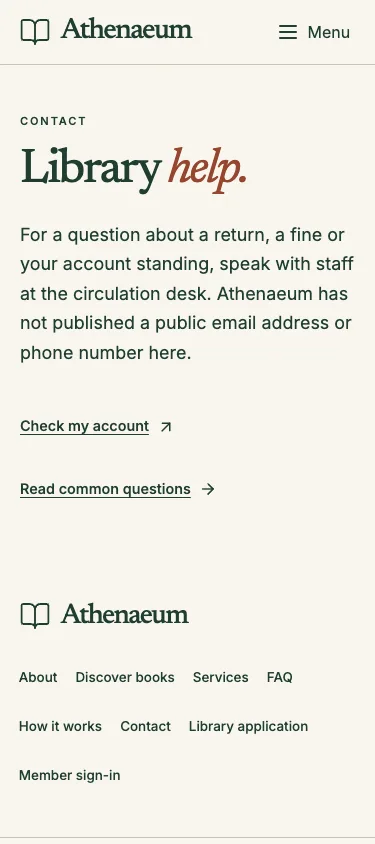 Athenaeum
Menu
CONTACT
Library help.
For a question about a return, a fine or
your account standing, speak with staff
at the circulation desk. Athenaeum has
not published a public email address or
phone number here.
Check my account
Read common questions
Athenaeum
About Discover books Services FAQ
How it works Contact Library application
Member sign-in